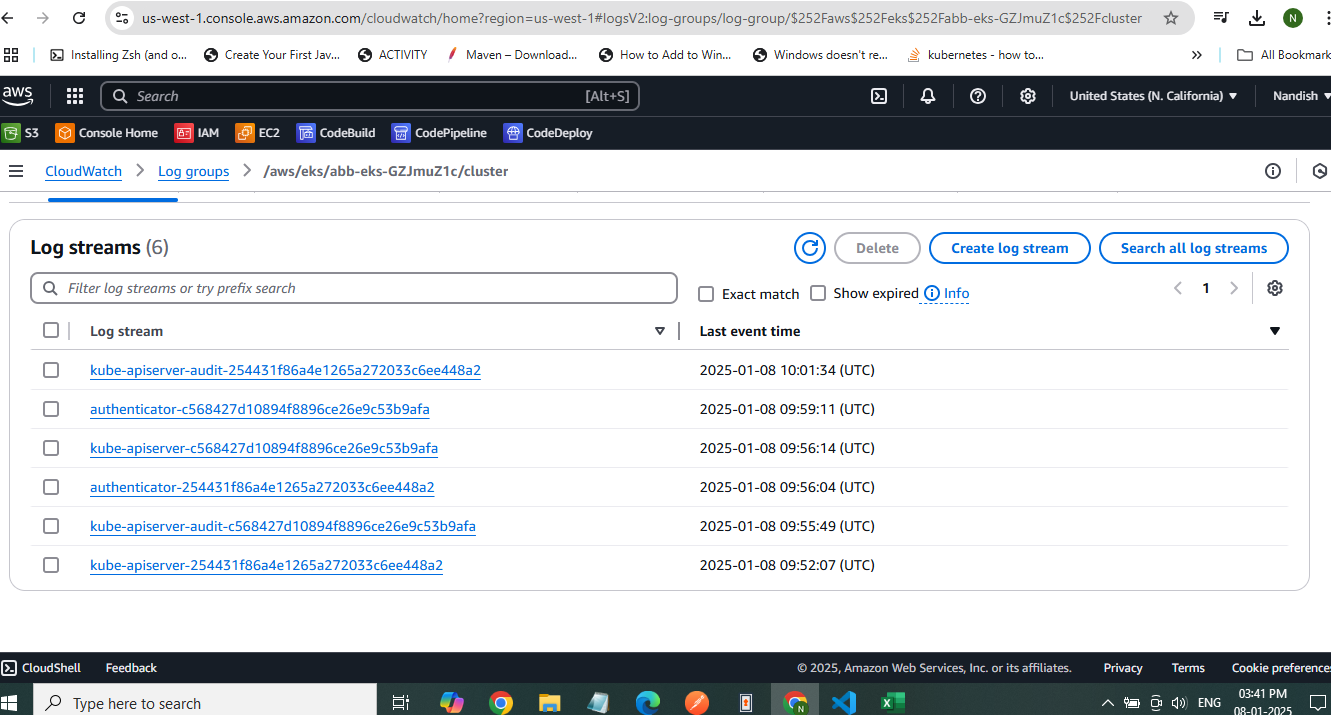 us-west-1.console.aws.amazon.com/cloudwatch/home?region=us-west-1#logsV2:log-groups/log-group/$252Faws$252Feks$252Fabb-eks-GZJmuZ1c$252Fcluster
N
Installing Zsh (and o... Create Your First Jav... ACTIVITY Maven – Download... How to Add to Win... Windows doesn't re... kubernetes - how to... » All Bookmark
aws Search [Alt+S] United States (N. California) Nandish
S3 Console Home IAM EC2 CodeBuild CodePipeline CodeDeploy
CloudWatch Log groups /aws/eks/abb-eks-GZJmuZ1c/cluster
Log streams (6) Delete Create log stream Search all log streams
Filter log streams or try prefix search Exact match Show expired Info 1
Log stream Last event time
kube-apiserver-audit-254431f86a4e1265a272033c6ee448a2 2025-01-08 10:01:34 (UTC)
authenticator-c568427d10894f8896ce26e9c53b9afa 2025-01-08 09:59:11 (UTC)
kube-apiserver-c568427d10894f8896ce26e9c53b9afa 2025-01-08 09:56:14 (UTC)
authenticator-254431f86a4e1265a272033c6ee448a2 2025-01-08 09:56:04 (UTC)
kube-apiserver-audit-c568427d10894f8896ce26e9c53b9afa 2025-01-08 09:55:49 (UTC)
kube-apiserver-254431f86a4e1265a272033c6ee448a2 2025-01-08 09:52:07 (UTC)
CloudShell Feedback © 2025, Amazon Web Services, Inc. or its affiliates. Privacy Terms Cookie preferences
Type here to search ENG 03:41 PM
08-01-2025